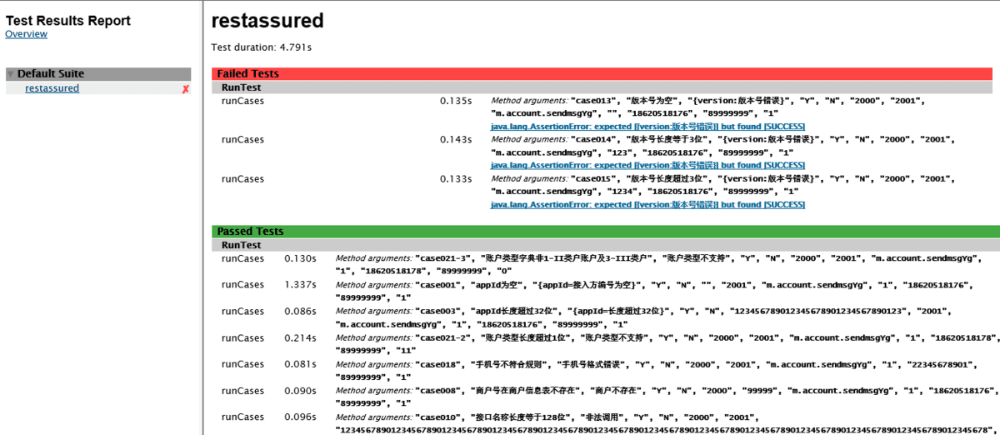 Test Results Report
Overview
Default Suite
restassured
✗
restassured
Test duration: 4.791s
Failed Tests
RunTest
runCases 0.135s Method arguments: "case013", "版本号为空", "{version:版本号错误}", "Y", "N", "2000", "2001",
"m.account.sendmsgYg", "", "18620518176", "89999999", "1"
java.lang.AssertionError: expected [{version:版本号错误}] but found [SUCCESS]
runCases 0.143s Method arguments: "case014", "版本号长度等于3位", "{version:版本号错误}", "Y", "N", "2000", "2001",
"m.account.sendmsgYg", "123", "18620518176", "89999999", "1"
java.lang.AssertionError: expected [{version:版本号错误}] but found [SUCCESS]
runCases 0.133s Method arguments: "case015", "版本号长度超过3位", "{version:版本号错误}", "Y", "N", "2000", "2001",
"m.account.sendmsgYg", "1234", "18620518176", "89999999", "1"
java.lang.AssertionError: expected [{version:版本号错误}] but found [SUCCESS]
Passed Tests
RunTest
runCases 0.130s Method arguments: "case021-3", "账户类型字典非1-II类户账户及3-III类户", "账户类型不支持", "Y", "N", "2000", "2001", "m.account.sendmsgYg",
"1", "18620518178", "89999999", "0"
runCases 1.337s Method arguments: "case001", "appId为空", "{appId=接入方编号为空}", "Y", "N", "", "2001", "m.account.sendmsgYg", "1", "18620518176",
"89999999", "1"
runCases 0.086s Method arguments: "case003", "appId长度超过32位", "{appId=长度超过32位}", "Y", "N", "123456789012345678901234567890123", "2001",
"m.account.sendmsgYg", "1", "18620518176", "89999999", "1"
runCases 0.214s Method arguments: "case021-2", "账户类型长度超过1位", "账户类型不支持", "Y", "N", "2000", "2001", "m.account.sendmsgYg", "1", "18620518178",
"89999999", "11"
runCases 0.081s Method arguments: "case018", "手机号不符合规则", "手机号格式错误", "Y", "N", "2000", "2001", "m.account.sendmsgYg", "1", "22345678901",
"89999999", "1"
runCases 0.090s Method arguments: "case008", "商户号在商户信息表不存在", "商户不存在", "Y", "N", "2000", "99999", "m.account.sendmsgYg", "1", "18620518176",
"89999999", "1"
runCases 0.096s Method arguments: "case010", "接口名称长度等于128位", "非法调用", "Y", "N", "2000", "2001",
"12345678901234567890123456789012345678901234567890123456789012345678901234567890123456789012345678901234567890123456789012345678",